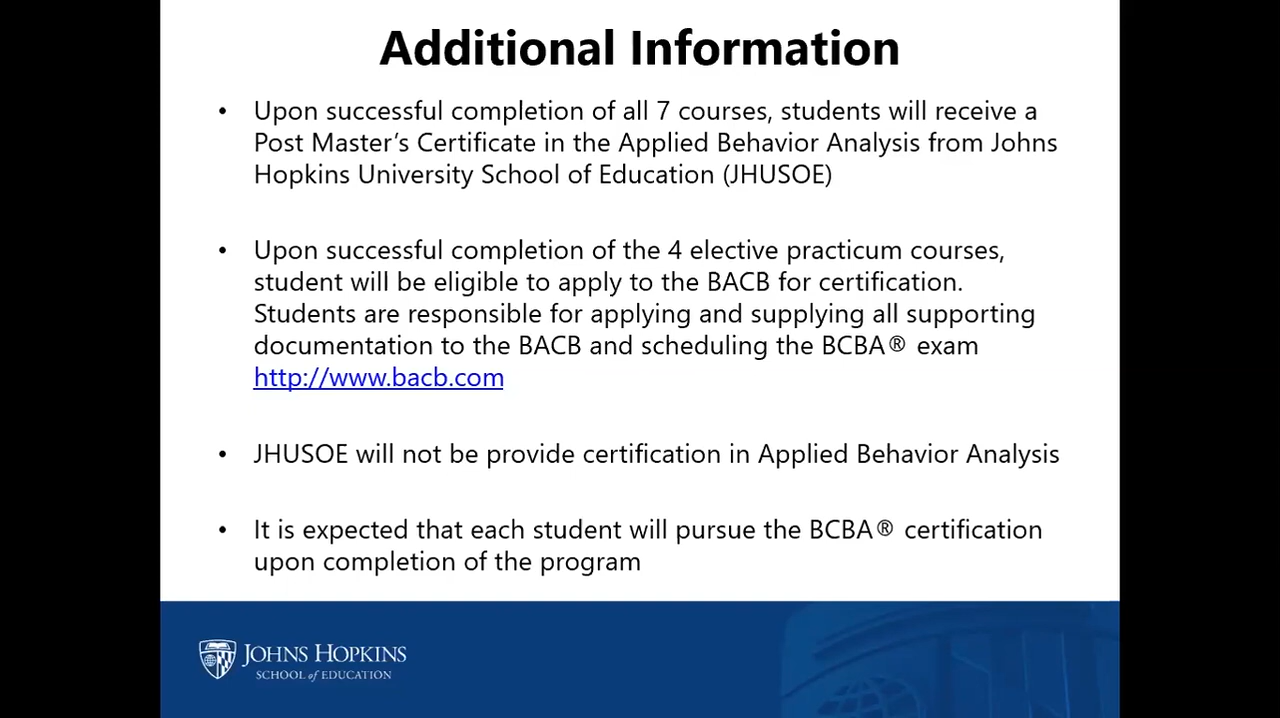 Additional Information
• Upon successful completion of all 7 courses, students will receive a
Post Master's Certificate in the Applied Behavior Analysis from Johns
Hopkins University School of Education (JHUSOE)
• Upon successful completion of the 4 elective practicum courses,
student will be eligible to apply to the BACB for certification.
Students are responsible for applying and supplying all supporting
documentation to the BACB and scheduling the BCBA® exam
http://www.bacb.com
• JHUSOE will not be provide certification in Applied Behavior Analysis
• It is expected that each student will pursue the BCBA® certification
upon completion of the program
JOHNS HOPKINS
SCHOOL of EDUCATION